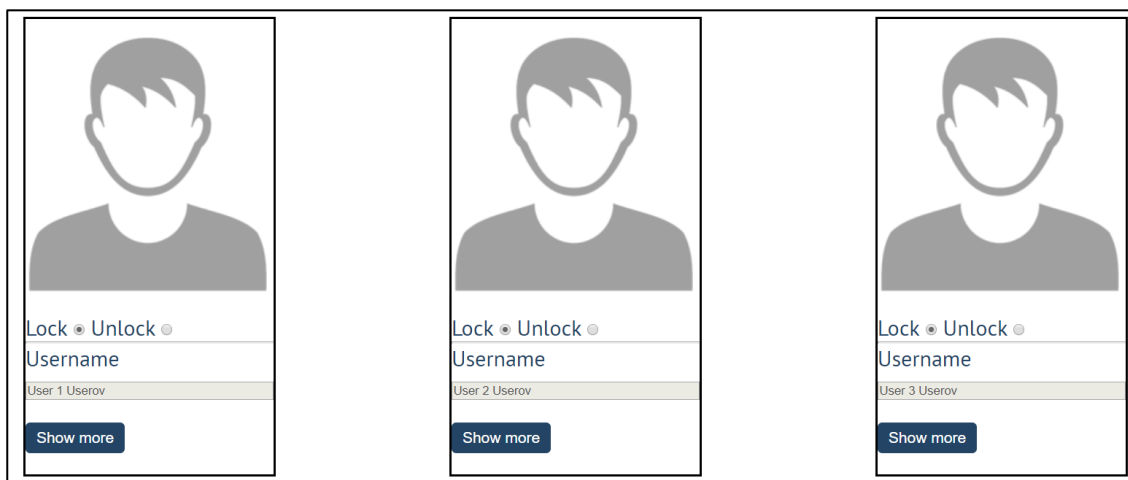 Lock Unlock
Username
User 1 Userov
Show more
Lock Unlock
Username
User 2 Userov
Show more
Lock Unlock
Username
User 3 Userov
Show more